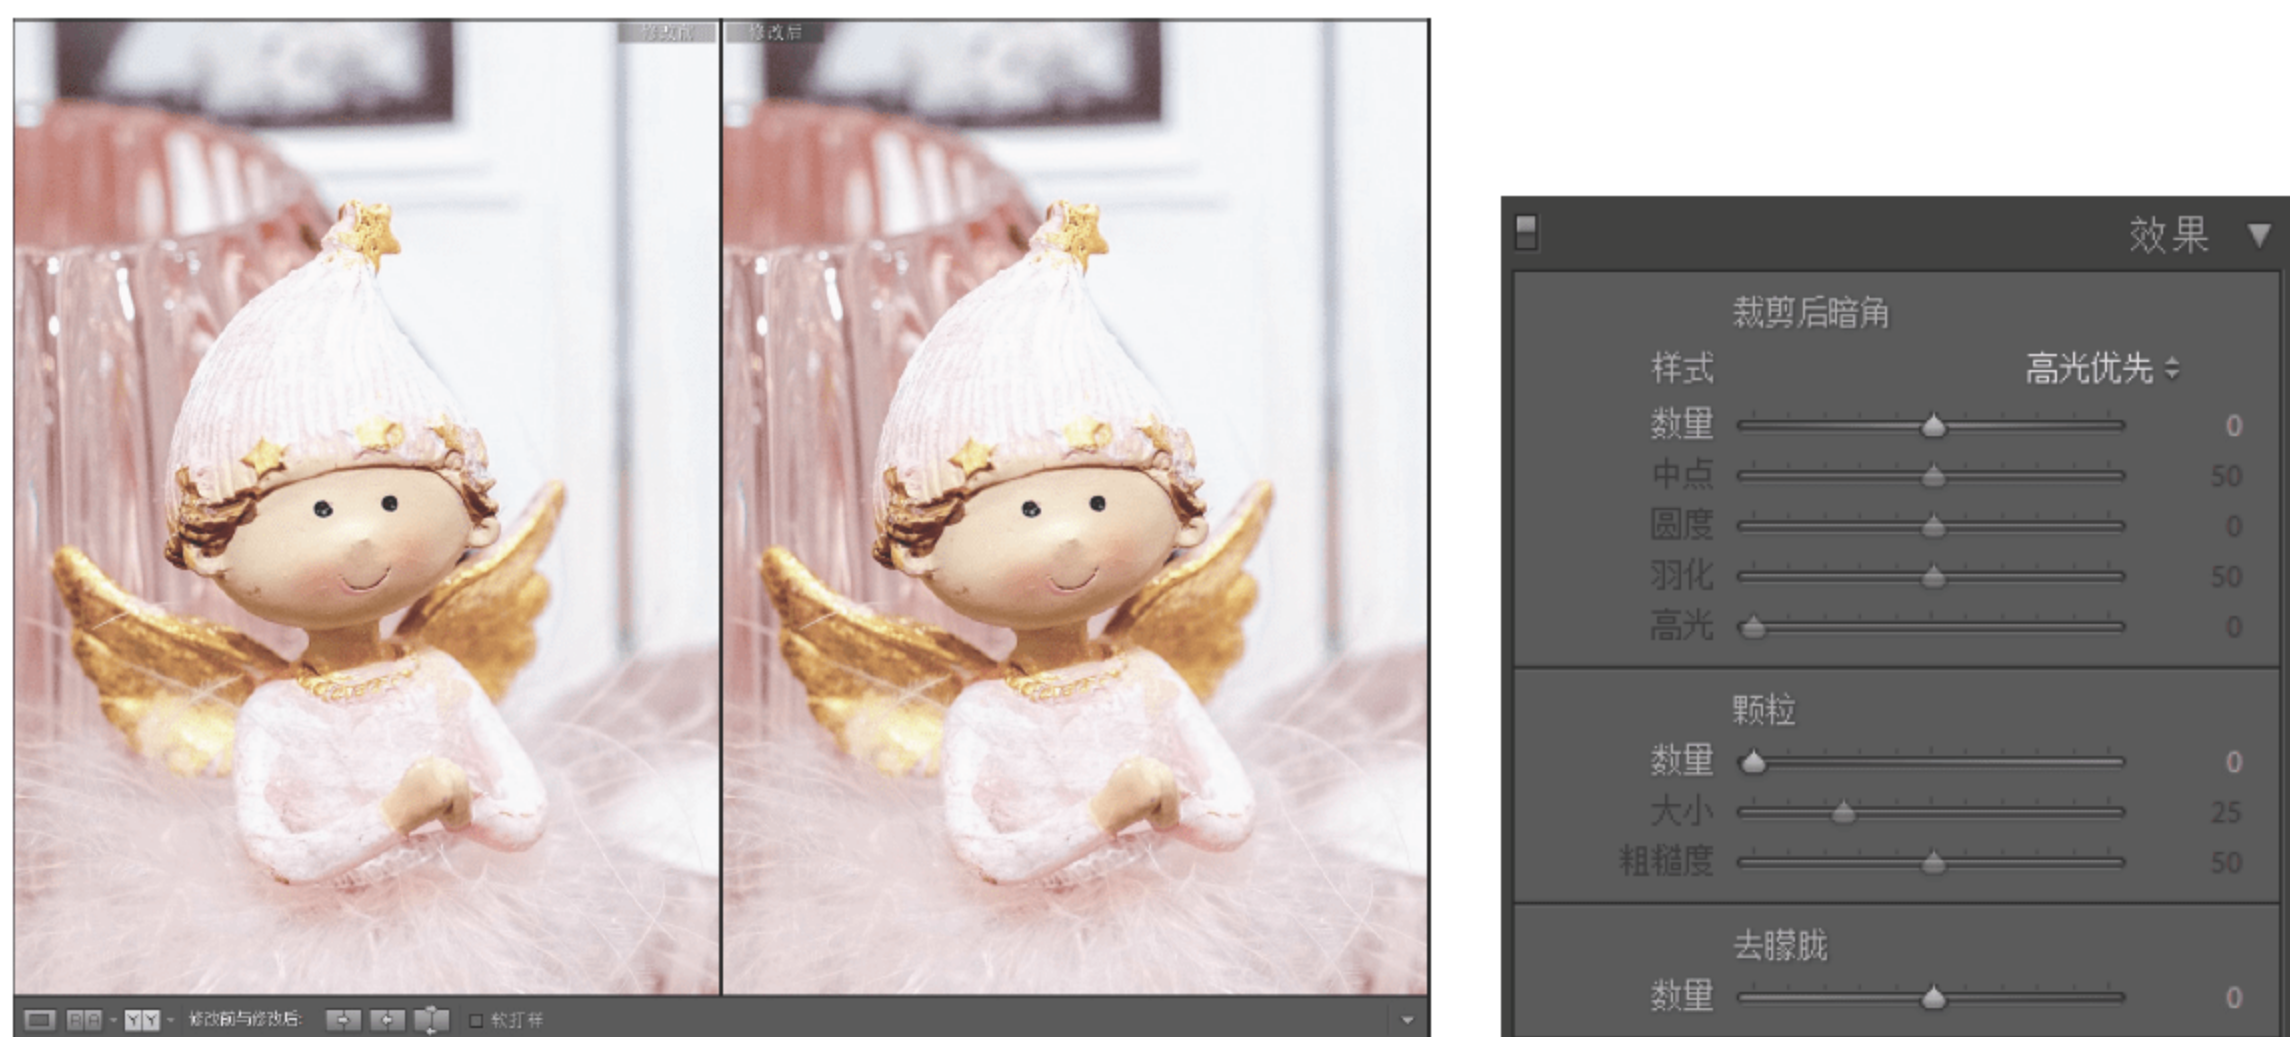 修改前
修改后
修改前与修改后:
软打样
效果
裁剪后暗角
样式 高光优先
数量 0
中点 50
圆度 0
羽化 50
高光 0
颗粒
数量 0
大小 25
粗糙度 50
去朦胧
数量 0